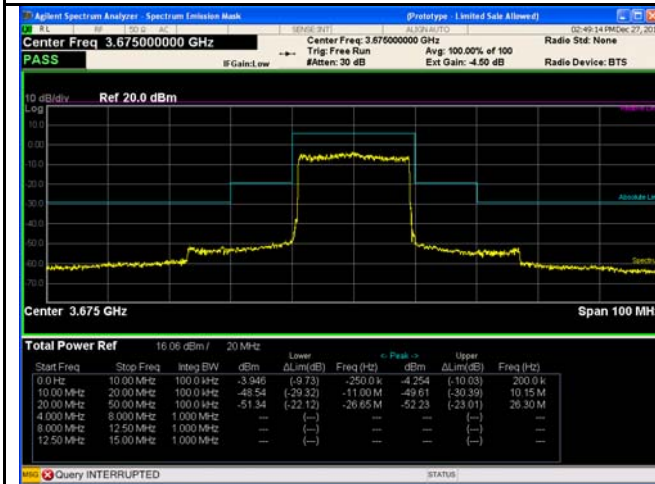 Agilent Spectrum Analyzer - Spectrum Emission Mask (Prototype - Limited Sale Allowed)
RL RF 50 Ω AC SENSE:INT ALIGN AUTO 02:49:14 PM Dec 27, 201
Center Freq 3.675000000 GHz Center Freq: 3.675000000 GHz Radio Std: None
PASS Trig: Free Run Avg: 100.00% of 100
IFGain:Low #Atten: 30 dB Ext Gain: -4.50 dB Radio Device: BTS
10 dB/div Ref 20.0 dBm
Log
10.0
0.00
-10.0
-20.0
-30.0 Absolute Li
-40.0
-50.0
-60.0 Spectru
-70.0
Center 3.675 GHz Span 100 MH
Total Power Ref 16.06 dBm / 20 MHz
Lower <- Peak -> Upper
Start Freq Stop Freq Integ BW dBm ΔLim(dB) Freq (Hz) dBm ΔLim(dB) Freq (Hz)
0.0 Hz 10.00 MHz 100.0 kHz -3.946 (-9.73) -250.0 k -4.254 (-10.03) 200.0 k
10.00 MHz 20.00 MHz 100.0 kHz -48.54 (-29.32) -11.00 M -49.61 (-30.39) 10.15 M
20.00 MHz 50.00 MHz 100.0 kHz -51.34 (-22.12) -26.65 M -52.23 (-23.01) 26.30 M
4.000 MHz 8.000 MHz 1.000 MHz --- (---) --- --- (---) ---
8.000 MHz 12.50 MHz 1.000 MHz --- (---) --- --- (---) ---
12.50 MHz 15.00 MHz 1.000 MHz --- (---) --- --- (---) ---
MSG Query INTERRUPTED STATUS